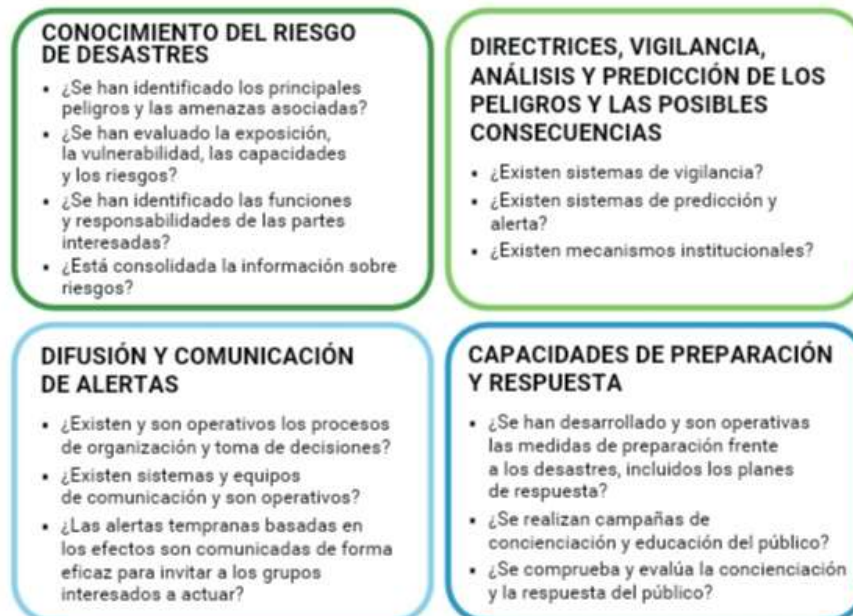 CONOCIMIENTO DEL RIESGO
DE DESASTRES
• ¿Se han identificado los principales
peligros y las amenazas asociadas?
• ¿Se han evaluado la exposición,
la vulnerabilidad, las capacidades
y los riesgos?
• ¿Se han identificado las funciones
y responsabilidades de las partes
interesadas?
• ¿Está consolidada la información sobre
riesgos?
DIRECTRICES, VIGILANCIA,
ANÁLISIS Y PREDICCIÓN DE LOS
PELIGROS Y LAS POSIBLES
CONSECUENCIAS
• ¿Existen sistemas de vigilancia?
• ¿Existen sistemas de predicción y
alerta?
• ¿Existen mecanismos institucionales?
DIFUSIÓN Y COMUNICACIÓN
DE ALERTAS
• ¿Existen y son operativos los procesos
de organización y toma de decisiones?
• ¿Existen sistemas y equipos
de comunicación y son operativos?
• ¿Las alertas tempranas basadas en
los efectos son comunicadas de forma
eficaz para invitar a los grupos
interesados a actuar?
CAPACIDADES DE PREPARACIÓN
Y RESPUESTA
• ¿Se han desarrollado y son operativas
las medidas de preparación frente
a los desastres, incluidos los planes
de respuesta?
• ¿Se realizan campañas de
concienciación y educación del público?
• ¿Se comprueba y evalúa la concienciación
y la respuesta del público?